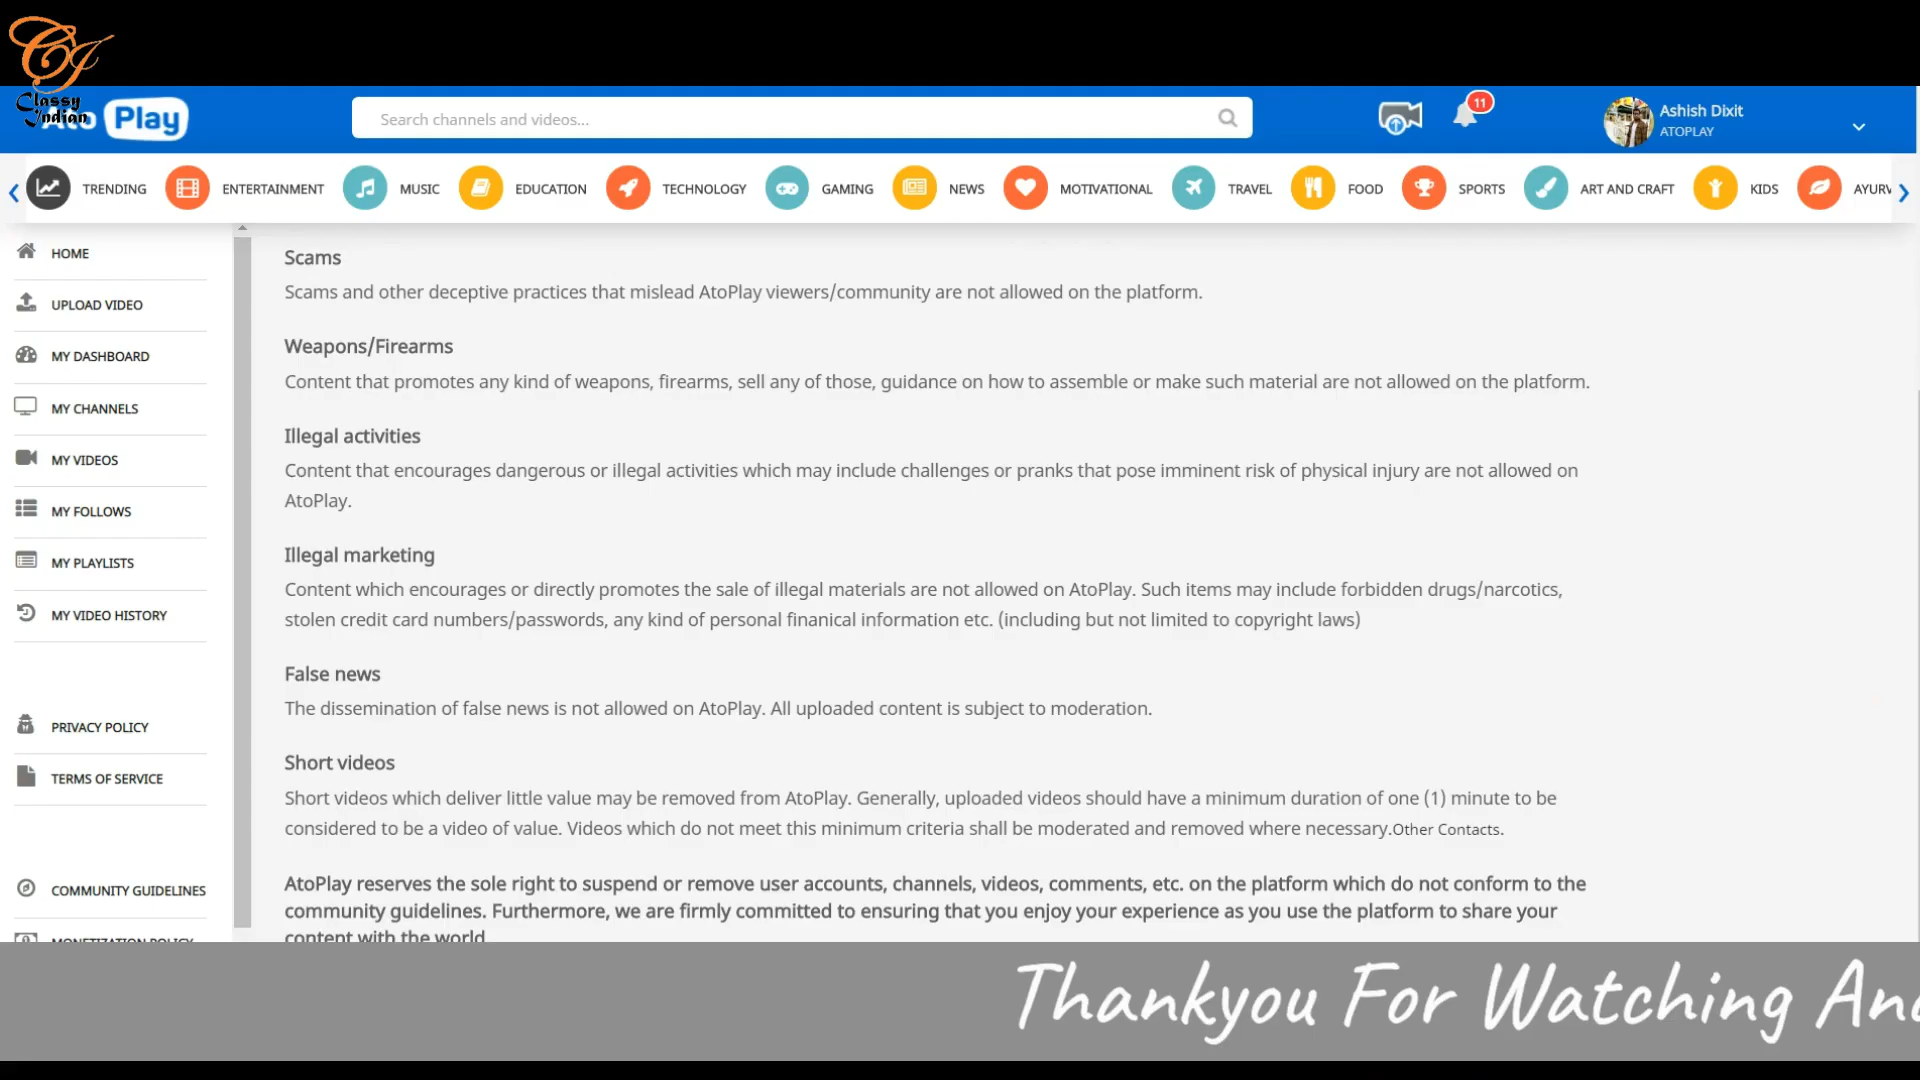 CI
Classy
Indian
Ato Play
Search channels and videos...
11
Ashish Dixit
ATOPLAY
TRENDING ENTERTAINMENT MUSIC EDUCATION TECHNOLOGY GAMING NEWS MOTIVATIONAL TRAVEL FOOD SPORTS ART AND CRAFT KIDS AYURV
HOME
UPLOAD VIDEO
MY DASHBOARD
MY CHANNELS
MY VIDEOS
MY FOLLOWS
MY PLAYLISTS
MY VIDEO HISTORY
PRIVACY POLICY
TERMS OF SERVICE
COMMUNITY GUIDELINES
MONETIZATION POLICY
Scams
Scams and other deceptive practices that mislead AtoPlay viewers/community are not allowed on the platform.
Weapons/Firearms
Content that promotes any kind of weapons, firearms, sell any of those, guidance on how to assemble or make such material are not allowed on the platform.
Illegal activities
Content that encourages dangerous or illegal activities which may include challenges or pranks that pose imminent risk of physical injury are not allowed on
AtoPlay.
Illegal marketing
Content which encourages or directly promotes the sale of illegal materials are not allowed on AtoPlay. Such items may include forbidden drugs/narcotics,
stolen credit card numbers/passwords, any kind of personal finanical information etc. (including but not limited to copyright laws)
False news
The dissemination of false news is not allowed on AtoPlay. All uploaded content is subject to moderation.
Short videos
Short videos which deliver little value may be removed from AtoPlay. Generally, uploaded videos should have a minimum duration of one (1) minute to be
considered to be a video of value. Videos which do not meet this minimum criteria shall be moderated and removed where necessary.Other Contacts.
AtoPlay reserves the sole right to suspend or remove user accounts, channels, videos, comments, etc. on the platform which do not conform to the
community guidelines. Furthermore, we are firmly committed to ensuring that you enjoy your experience as you use the platform to share your
content with the world.
Thankyou For Watching And